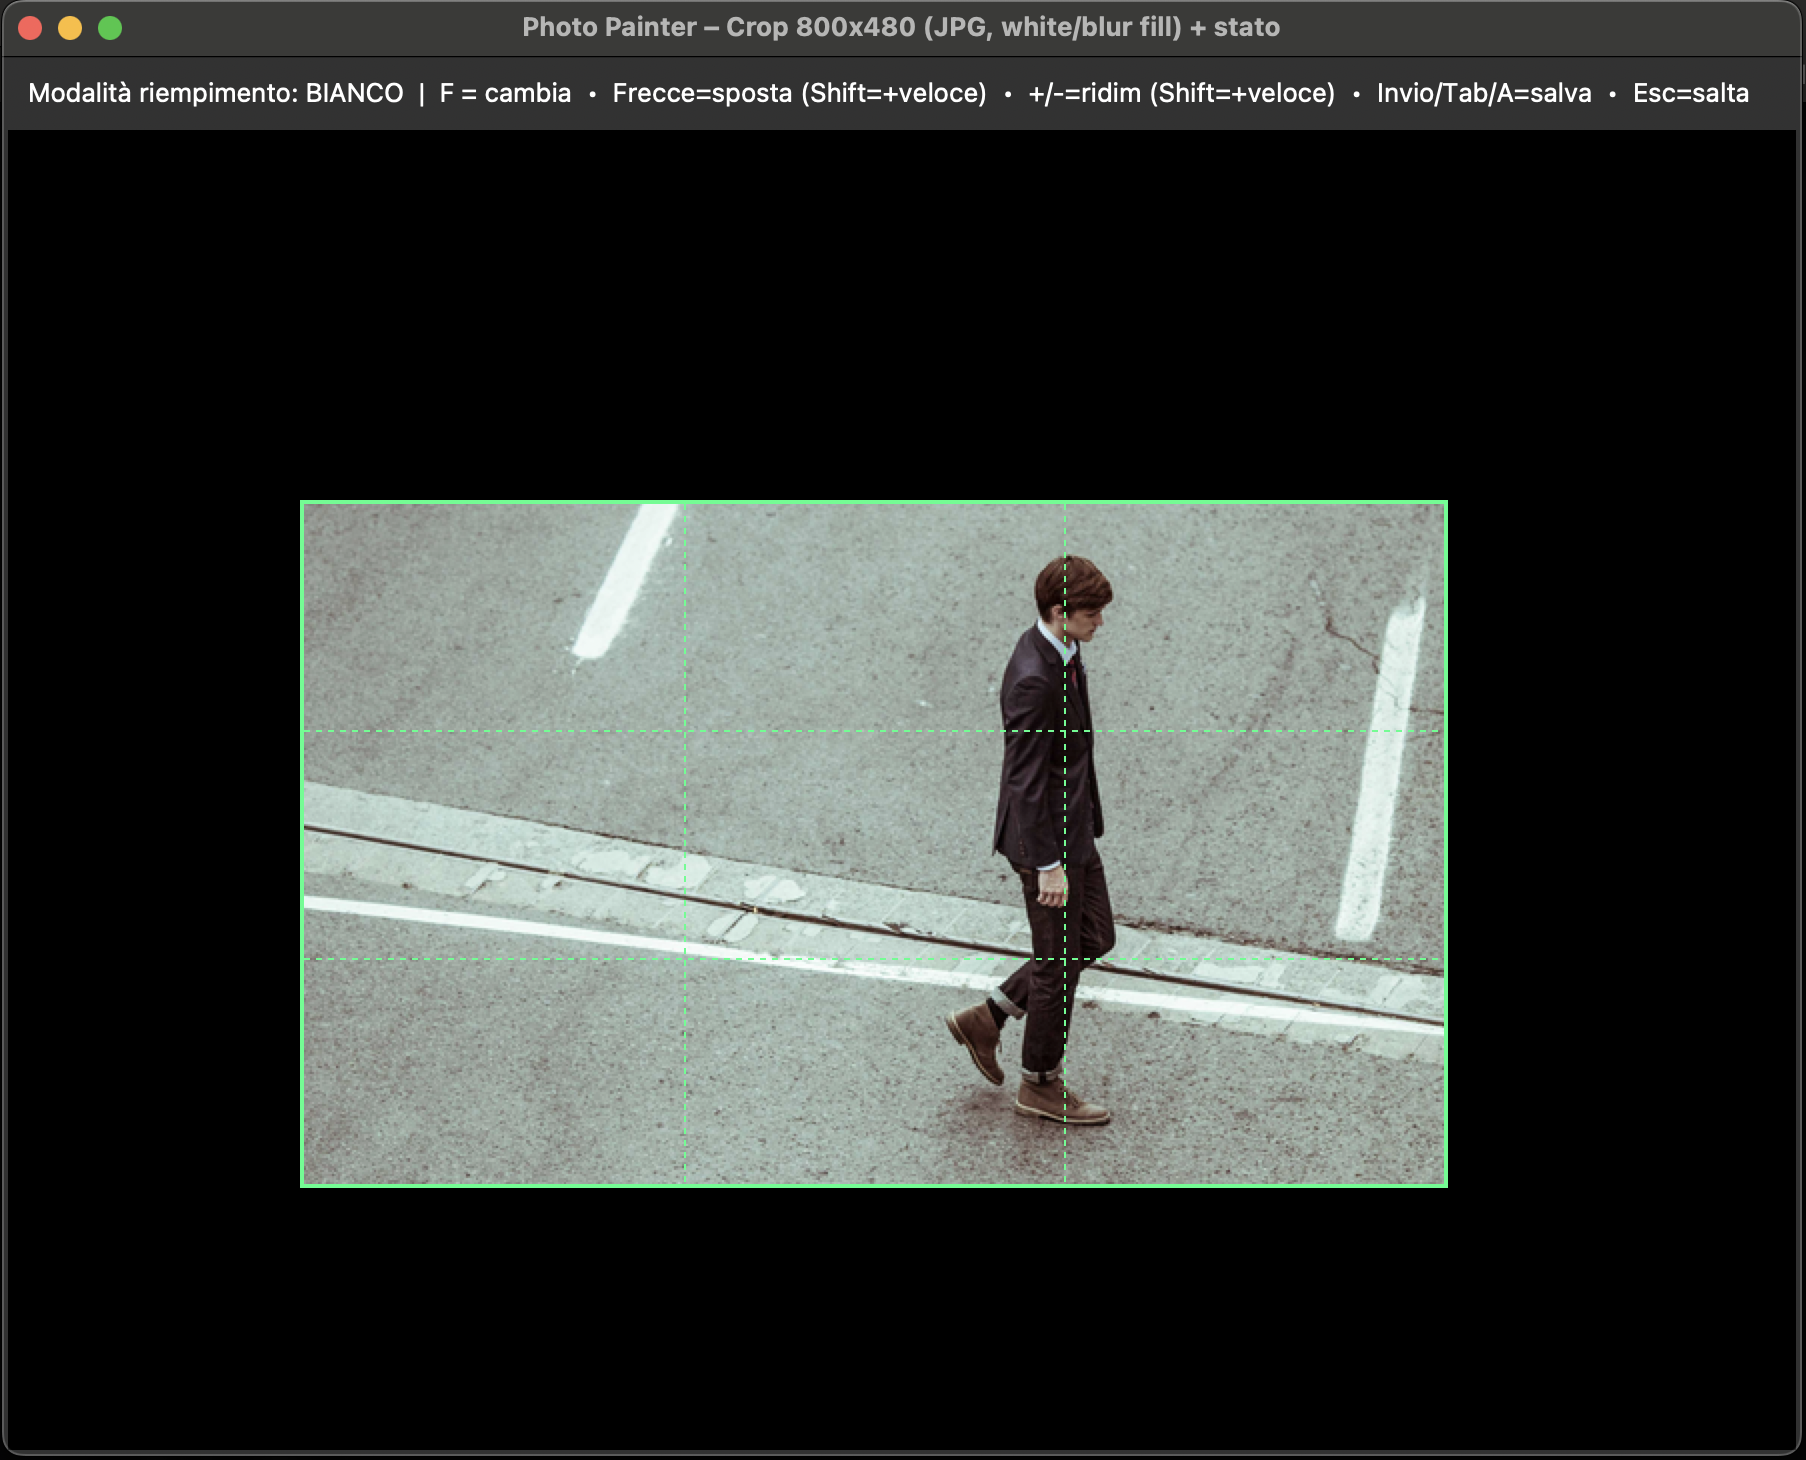 Photo Painter – Crop 800x480 (JPG, white/blur fill) + stato
Modalità riempimento: BIANCO | F = cambia • Frecce=sposta (Shift=+veloce) • +/-=ridim (Shift=+veloce) • Invio/Tab/A=salva • Esc=salta